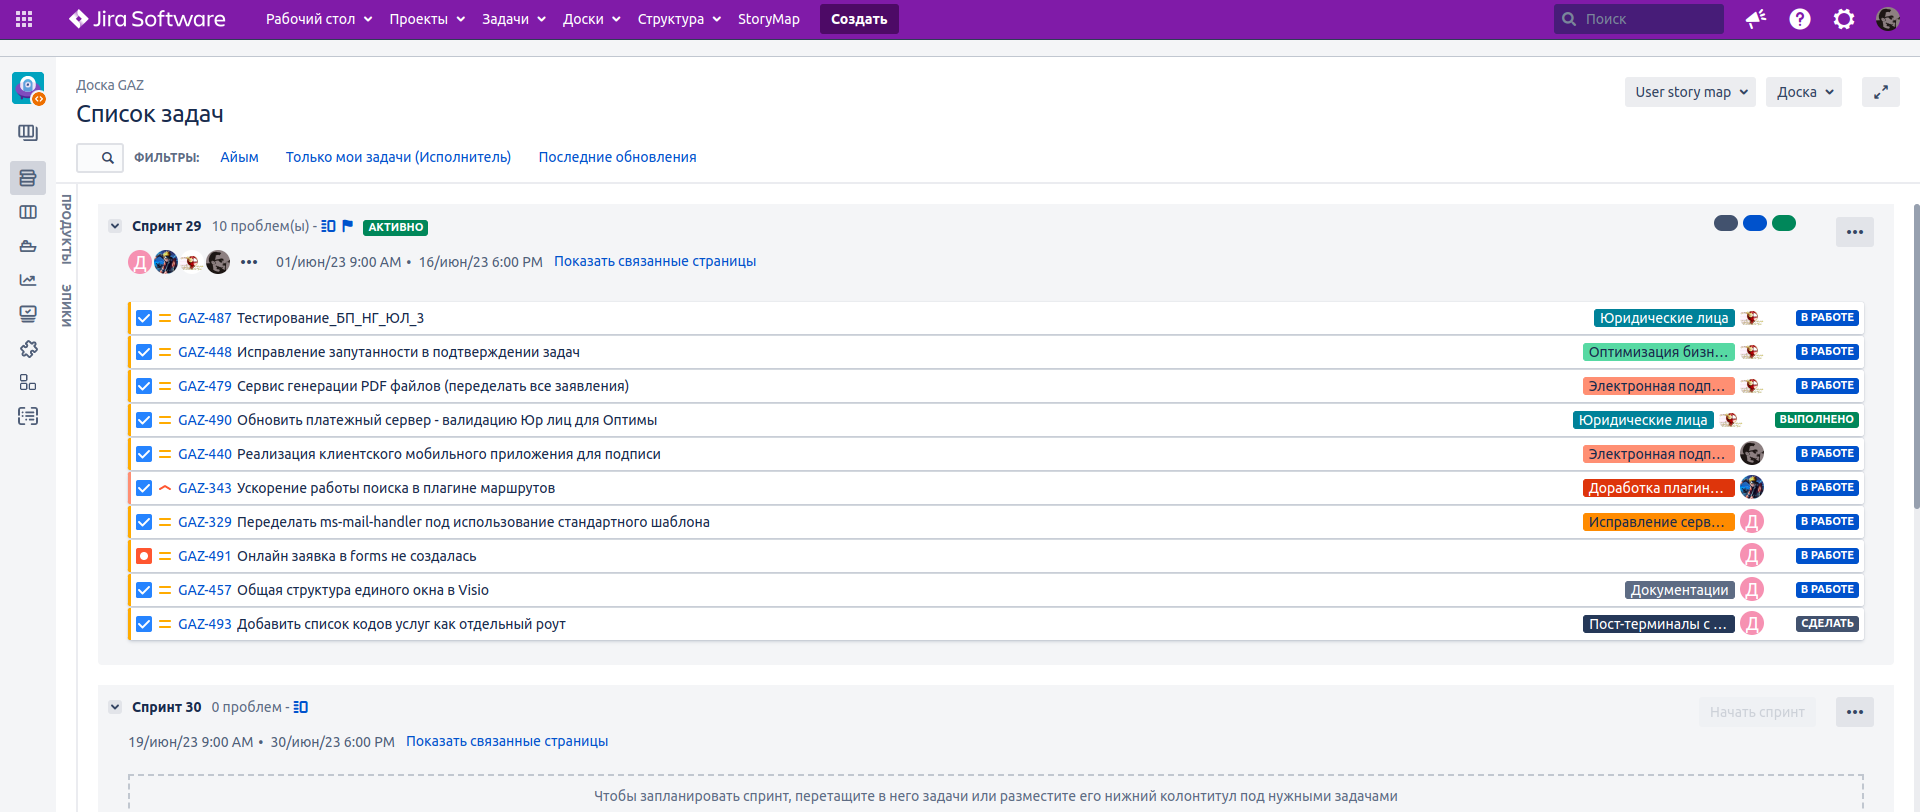 Jira Software Рабочий стол Проекты Задачи Доски Структура StoryMap Создать Поиск
Доска GAZ
Список задач
User story map Доска
ФИЛЬТРЫ: Айым Только мои задачи (Исполнитель) Последние обновления
ПРОДУКТЫ
ЭПИКИ
Спринт 29 10 проблем(ы) - АКТИВНО
Д 01/июн/23 9:00 AM • 16/июн/23 6:00 PM Показать связанные страницы
GAZ-487 Тестирование_БП_НГ_ЮЛ_3 Юридические лица В РАБОТЕ
GAZ-448 Исправление запутанности в подтверждении задач Оптимизация бизн... В РАБОТЕ
GAZ-479 Сервис генерации PDF файлов (переделать все заявления) Электронная подп... В РАБОТЕ
GAZ-490 Обновить платежный сервер - валидацию Юр лиц для Оптимы Юридические лица ВЫПОЛНЕНО
GAZ-440 Реализация клиентского мобильного приложения для подписи Электронная подп... В РАБОТЕ
GAZ-343 Ускорение работы поиска в плагине маршрутов Доработка плагин... В РАБОТЕ
GAZ-329 Переделать ms-mail-handler под использование стандартного шаблона Исправление серв... Д В РАБОТЕ
GAZ-491 Онлайн заявка в forms не создалась Д В РАБОТЕ
GAZ-457 Общая структура единого окна в Visio Документации Д В РАБОТЕ
GAZ-493 Добавить список кодов услуг как отдельный роут Пост-терминалы с ... Д СДЕЛАТЬ
Спринт 30 0 проблем - Начать спринт
19/июн/23 9:00 AM • 30/июн/23 6:00 PM Показать связанные страницы
Чтобы запланировать спринт, перетащите в него задачи или разместите его нижний колонтитул под нужными задачами